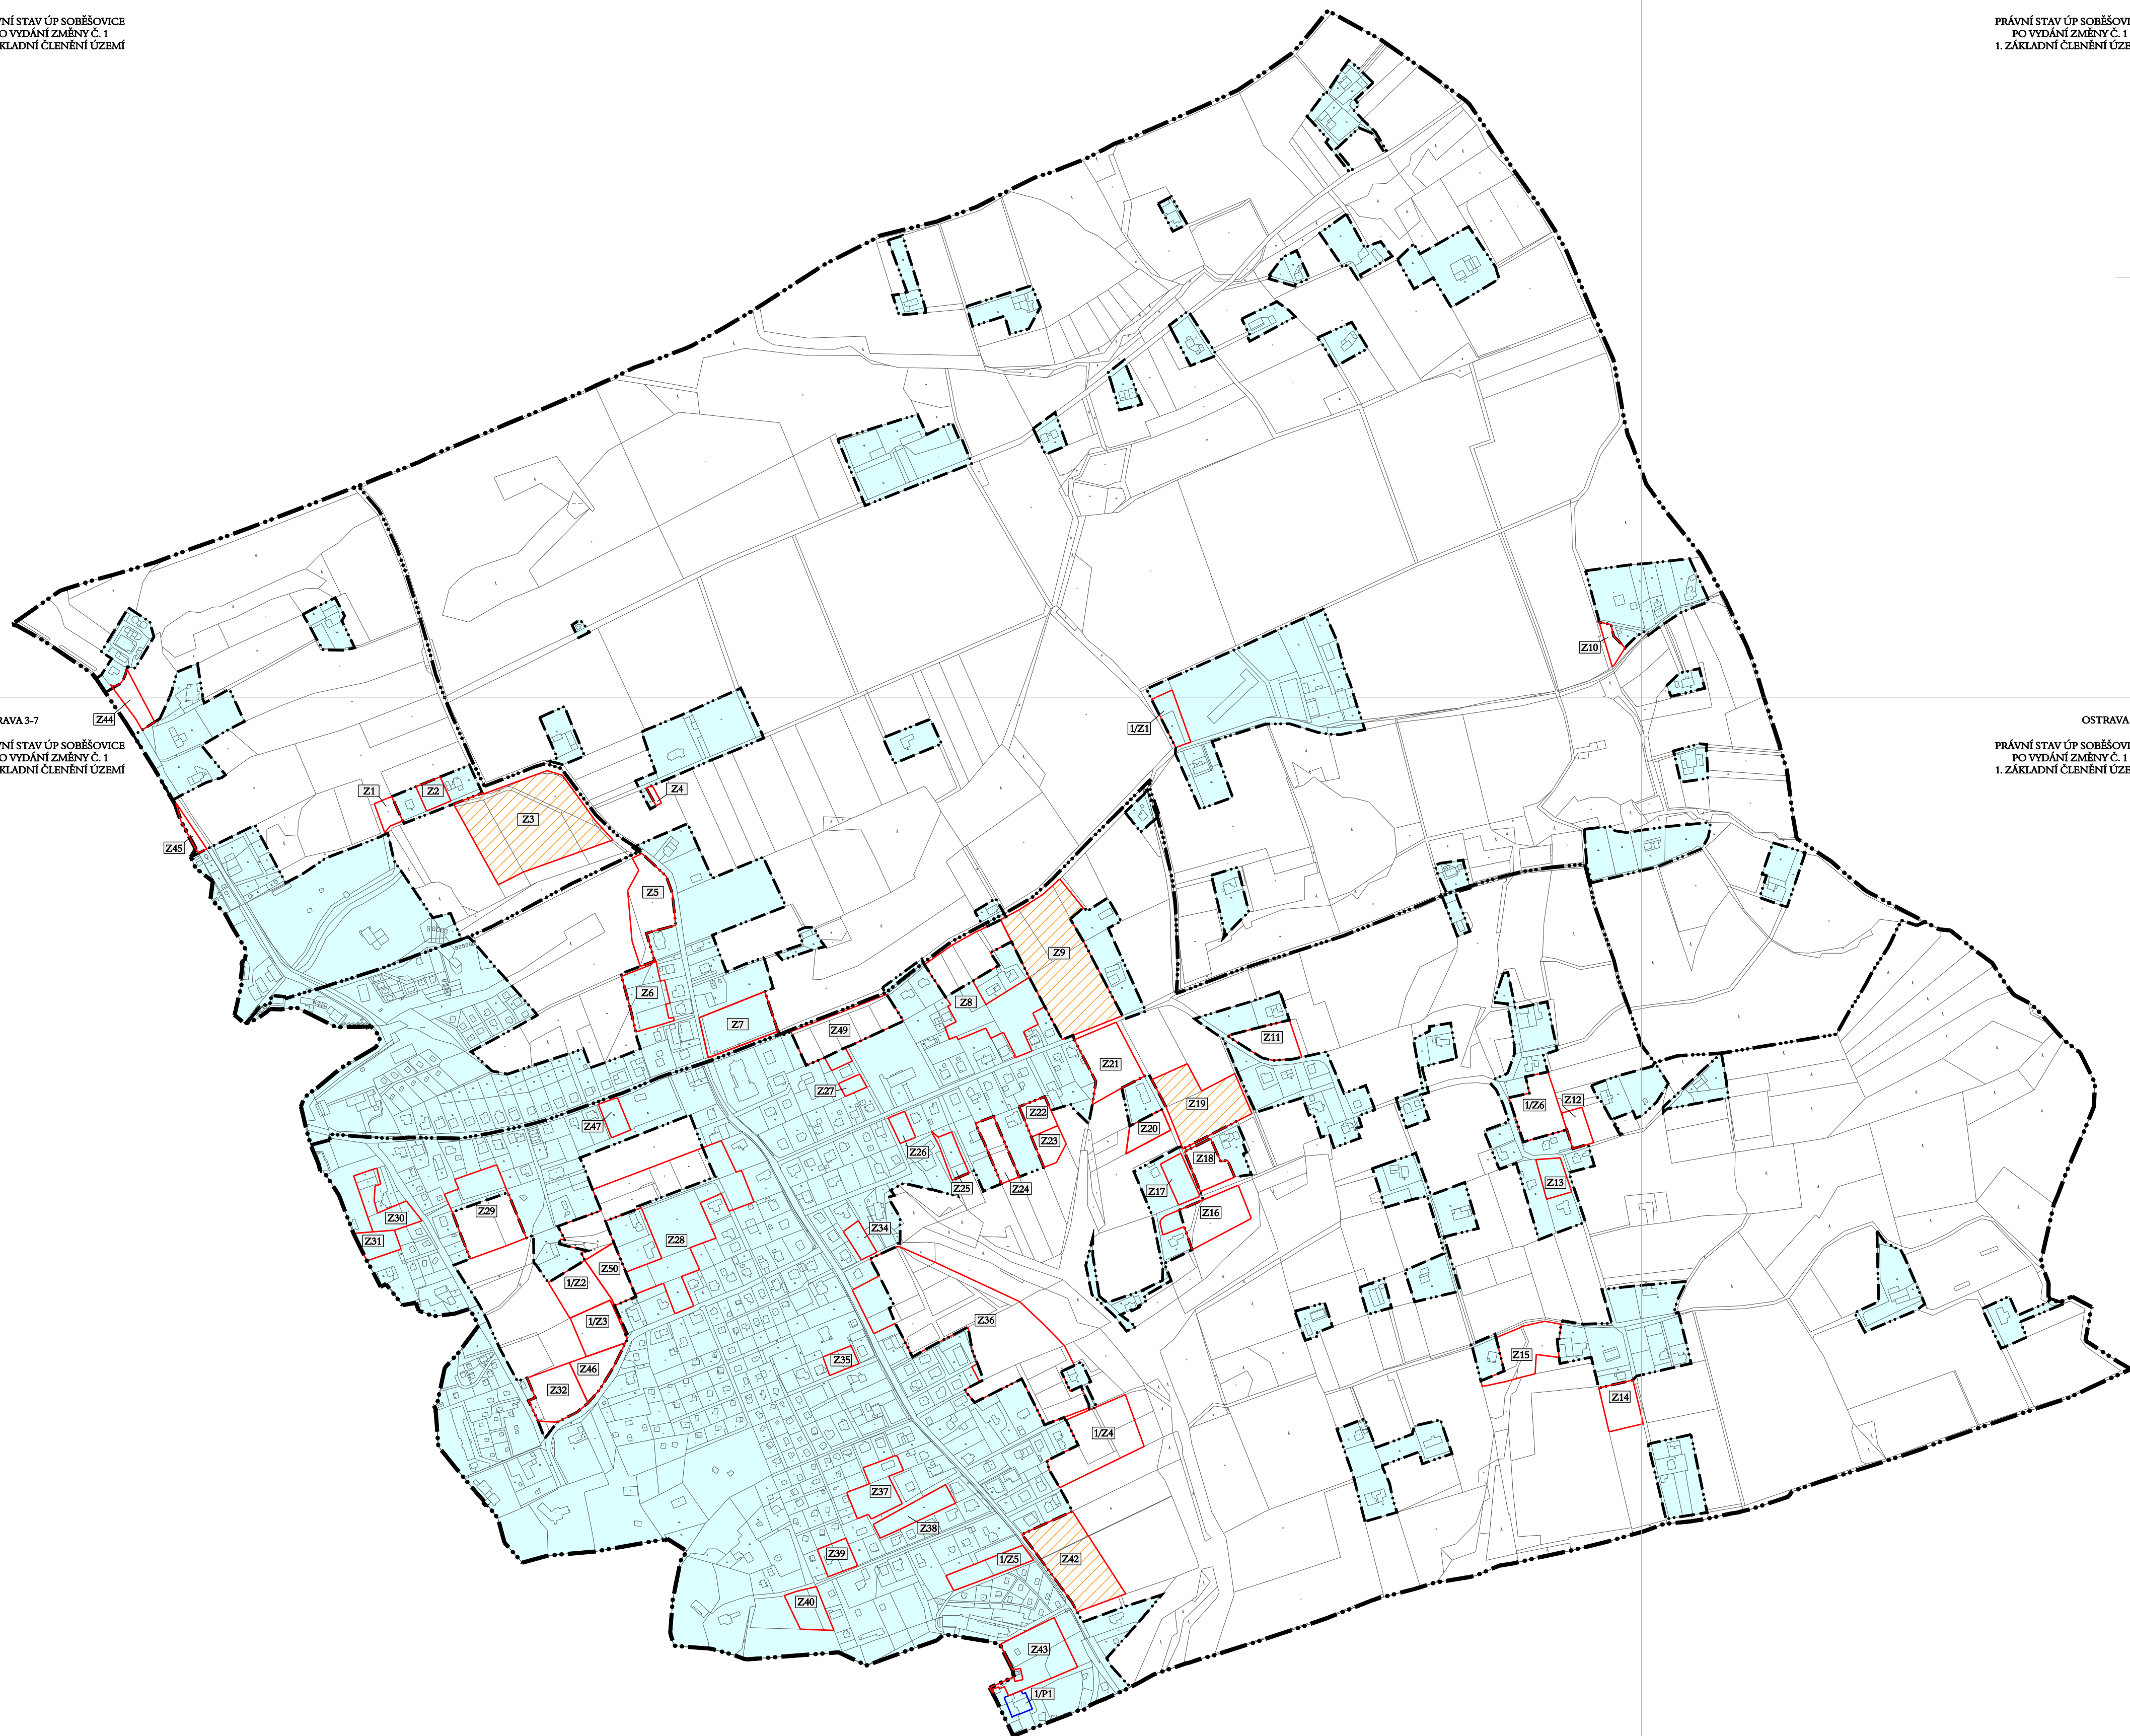 VNÍ STAV ÚP SOBĚŠOVICE
O VYDÁNÍ ZMĚNY Č. 1
KLADNÍ ČLENĚNÍ ÚZEMÍ
PRÁVNÍ STAV ÚP SOBĚŠOVI
PO VYDÁNÍ ZMĚNY Č. 1
1. ZÁKLADNÍ ČLENĚNÍ ÚZE
Z10
Z44
RAVA 3-7
1/Z1
OSTRAVA
VNÍ STAV ÚP SOBĚŠOVICE
O VYDÁNÍ ZMĚNY Č. 1
KLADNÍ ČLENĚNÍ ÚZEMÍ
PRÁVNÍ STAV ÚP SOBĚŠOVI
PO VYDÁNÍ ZMĚNY Č. 1
1. ZÁKLADNÍ ČLENĚNÍ ÚZE
Z1
Z2
Z4
Z3
Z45
Z5
Z9
Z6
Z8
Z7
Z49
Z11
Z21
Z27
Z12
1/Z6
Z19
Z22
Z47
Z20
Z23
Z26
Z18
Z13
Z25
Z24
Z17
Z29
Z30
Z16
Z34
Z31
Z28
Z50
1/Z2
1/Z3
Z36
Z15
Z35
Z46
Z32
Z14
1/Z4
Z37
Z38
Z39
1/Z5
Z42
Z40
Z43
1/P1